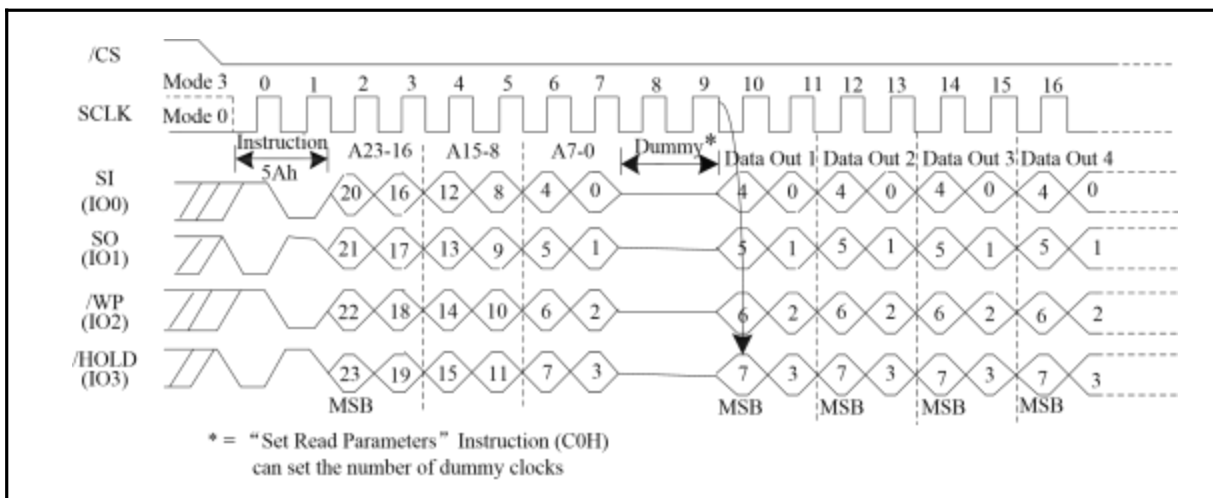 /CS
Mode 3 0 1 2 3 4 5 6 7 8 9 10 11 12 13 14 15 16
SCLK Mode 0
Instruction A23-16 A15-8 A7-0 Dummy* Data Out 1 Data Out 2 Data Out 3 Data Out 4
5Ah
SI
(IO0) 20 16 12 8 4 0 4 0 4 0 4 0 4 0
SO
(IO1) 21 17 13 9 5 1 5 1 5 1 5 1 5 1
/WP
(IO2) 22 18 14 10 6 2 6 2 6 2 6 2 6 2
/HOLD
(IO3) 23 19 15 11 7 3 7 3 7 3 7 3 7 3
MSB MSB MSB MSB MSB
* = “Set Read Parameters” Instruction (C0H)
can set the number of dummy clocks